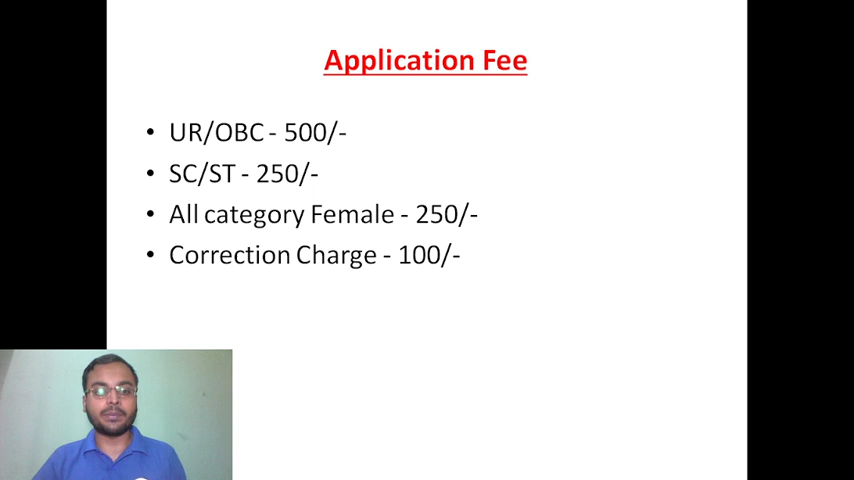 Application Fee
• UR/OBC - 500/-
• SC/ST - 250/-
• All category Female - 250/-
• Correction Charge - 100/-